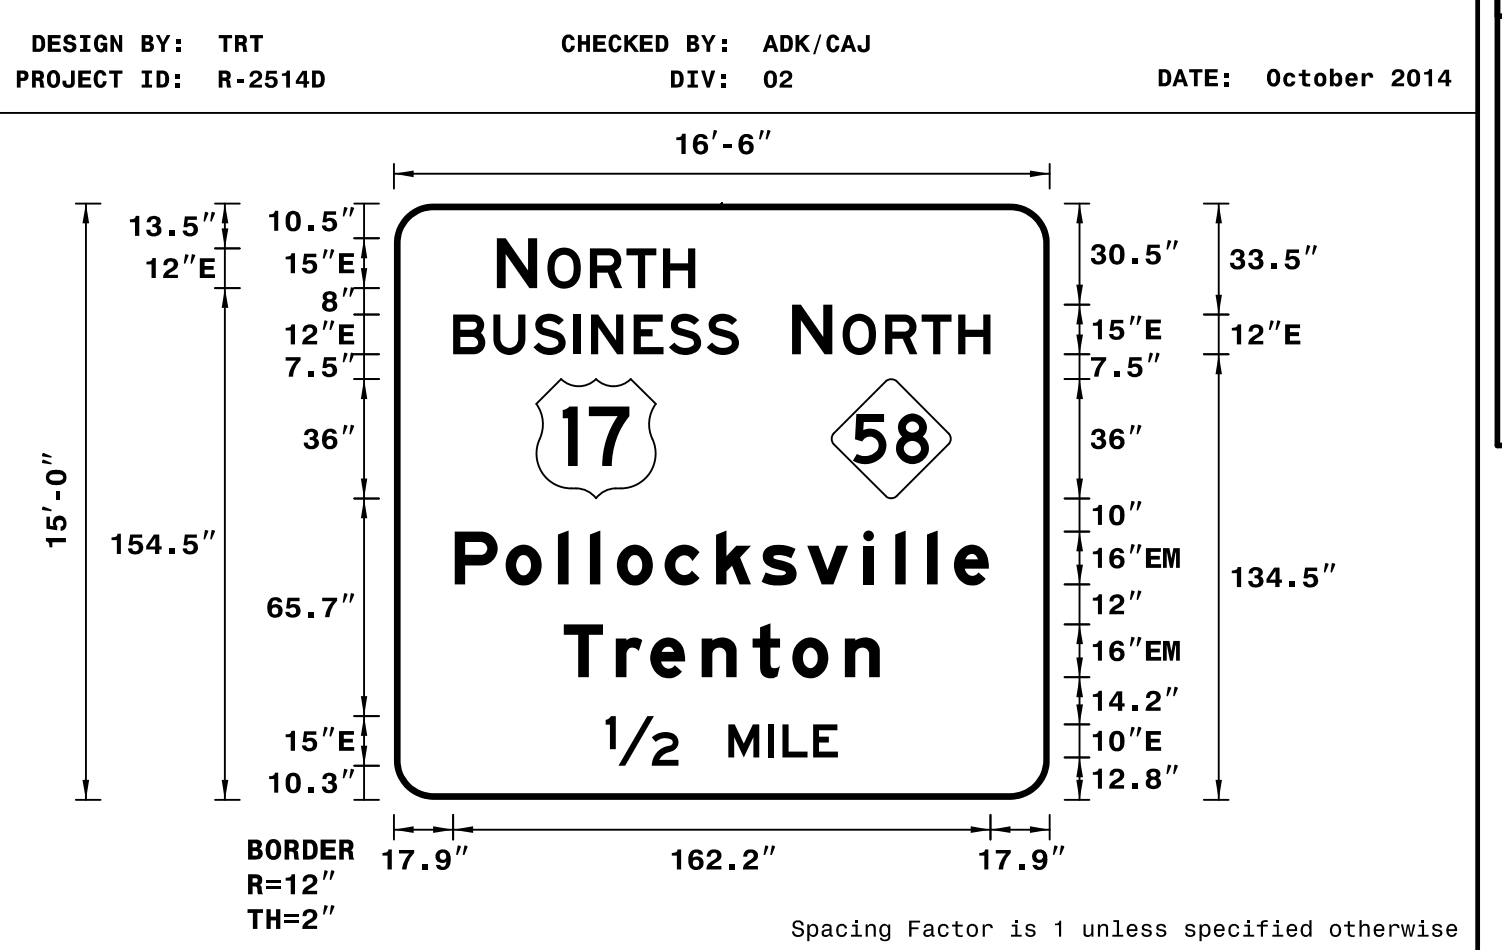 DESIGN BY: TRT CHECKED BY: ADK/CAJ
PROJECT ID: R-2514D DIV: 02 DATE: October 2014
16'-6"
13.5" 10.5" 30.5" 33.5"
12"E 15"E NORTH
8"
12"E BUSINESS NORTH 15"E 12"E
7.5" 7.5"
36" 17 58 36"
15'-0" 10"
154.5" Pollocksville 16"EM 134.5"
65.7" 12"
Trenton 16"EM
14.2"
15"E 1/2 MILE 10"E
10.3" 12.8"
BORDER 17.9" 162.2" 17.9"
R=12"
TH=2"
Spacing Factor is 1 unless specified otherwise